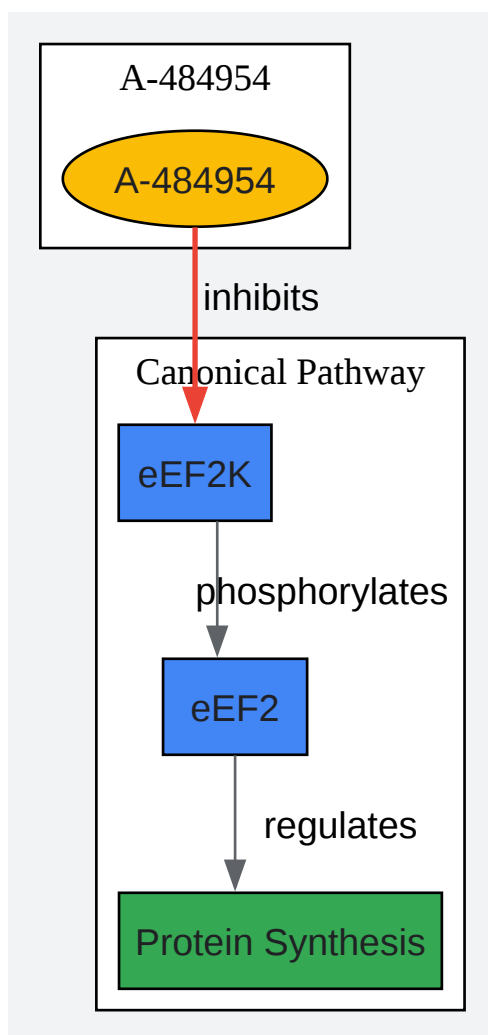 A-484954
A-484954
inhibits
Canonical Pathway
eEF2K
phosphorylates
eEF2
regulates
Protein Synthesis